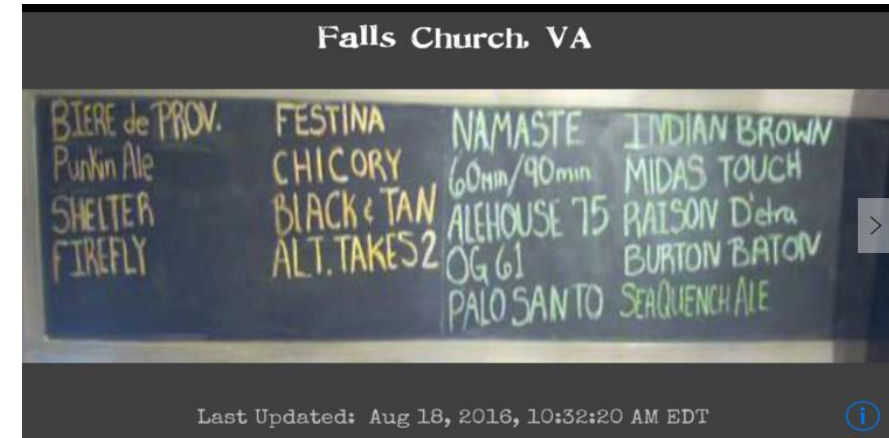 Falls Church, VA
BIERE de PROV.
Punkin Ale
SHELTER
FIREFLY
FESTINA
CHICORY
BLACK & TAN
ALT. TAKES 2
NAMASTE
60min/90min
ALEHOUSE 75
OG 61
PALO SANTO
INDIAN BROWN
MIDAS TOUCH
RAISON D'etra
BURTON BATON
SEAQUENCH ALE
Last Updated: Aug 18, 2016, 10:32:20 AM EDT